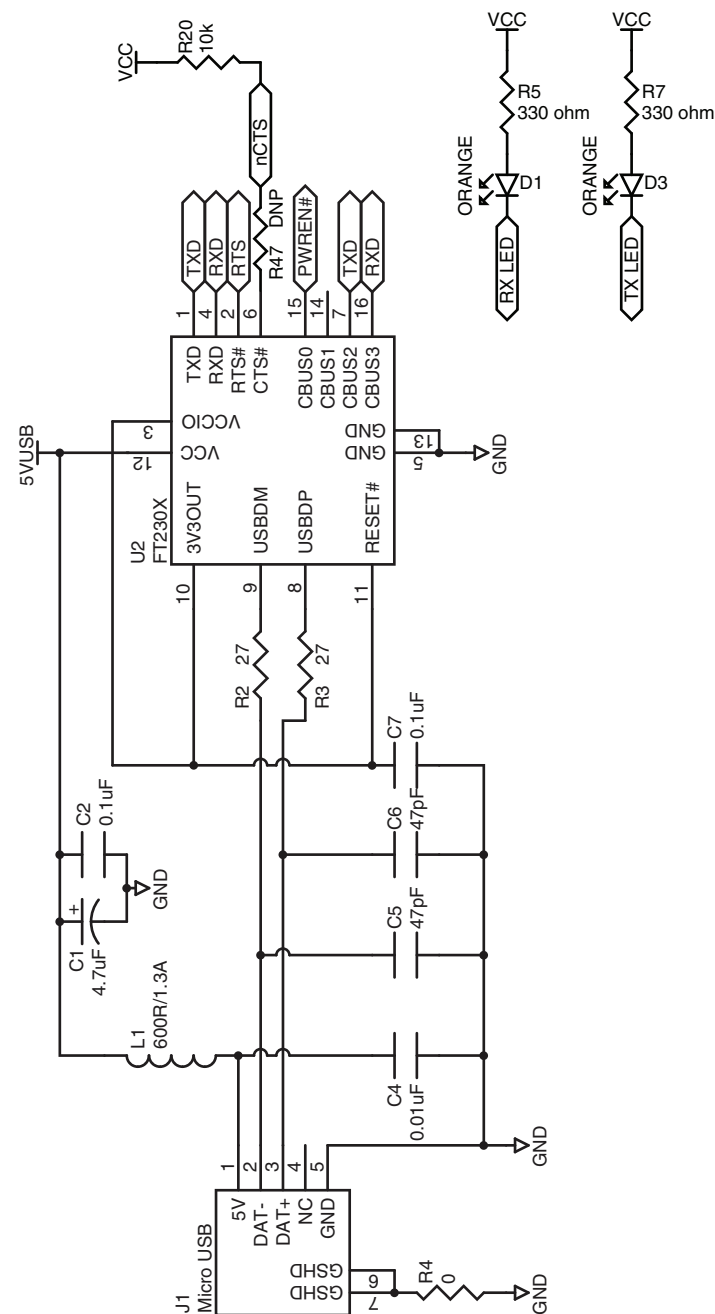 VCC
R20
10k
nCTS
R47
DNP
VCC
R5
330 ohm
ORANGE
D1
RX LED
VCC
R7
330 ohm
ORANGE
D3
TX LED
TXD
RXD
RTS
PWREN#
TXD
RXD
1
4
2
6
15
14
7
16
TXD
RXD
RTS#
CTS#
CBUS0
CBUS1
CBUS2
CBUS3
5VUSB
3
VCCIO
12
VCC
GND
13
GND
5
GND
U2
FT230X
3V3OUT
USBDM
USBDP
RESET#
10
9
8
11
R2
27
R3
27
C7
0.1uF
C6
47pF
C5
47pF
C4
0.01uF
C2
0.1uF
C1
+
4.7uF
GND
L1
600R/1.3A
GND
1
2
3
4
5
5V
DAT-
DAT+
NC
GND
J1
Micro USB
GSHD
6
GSHD
7
R4
0
GND